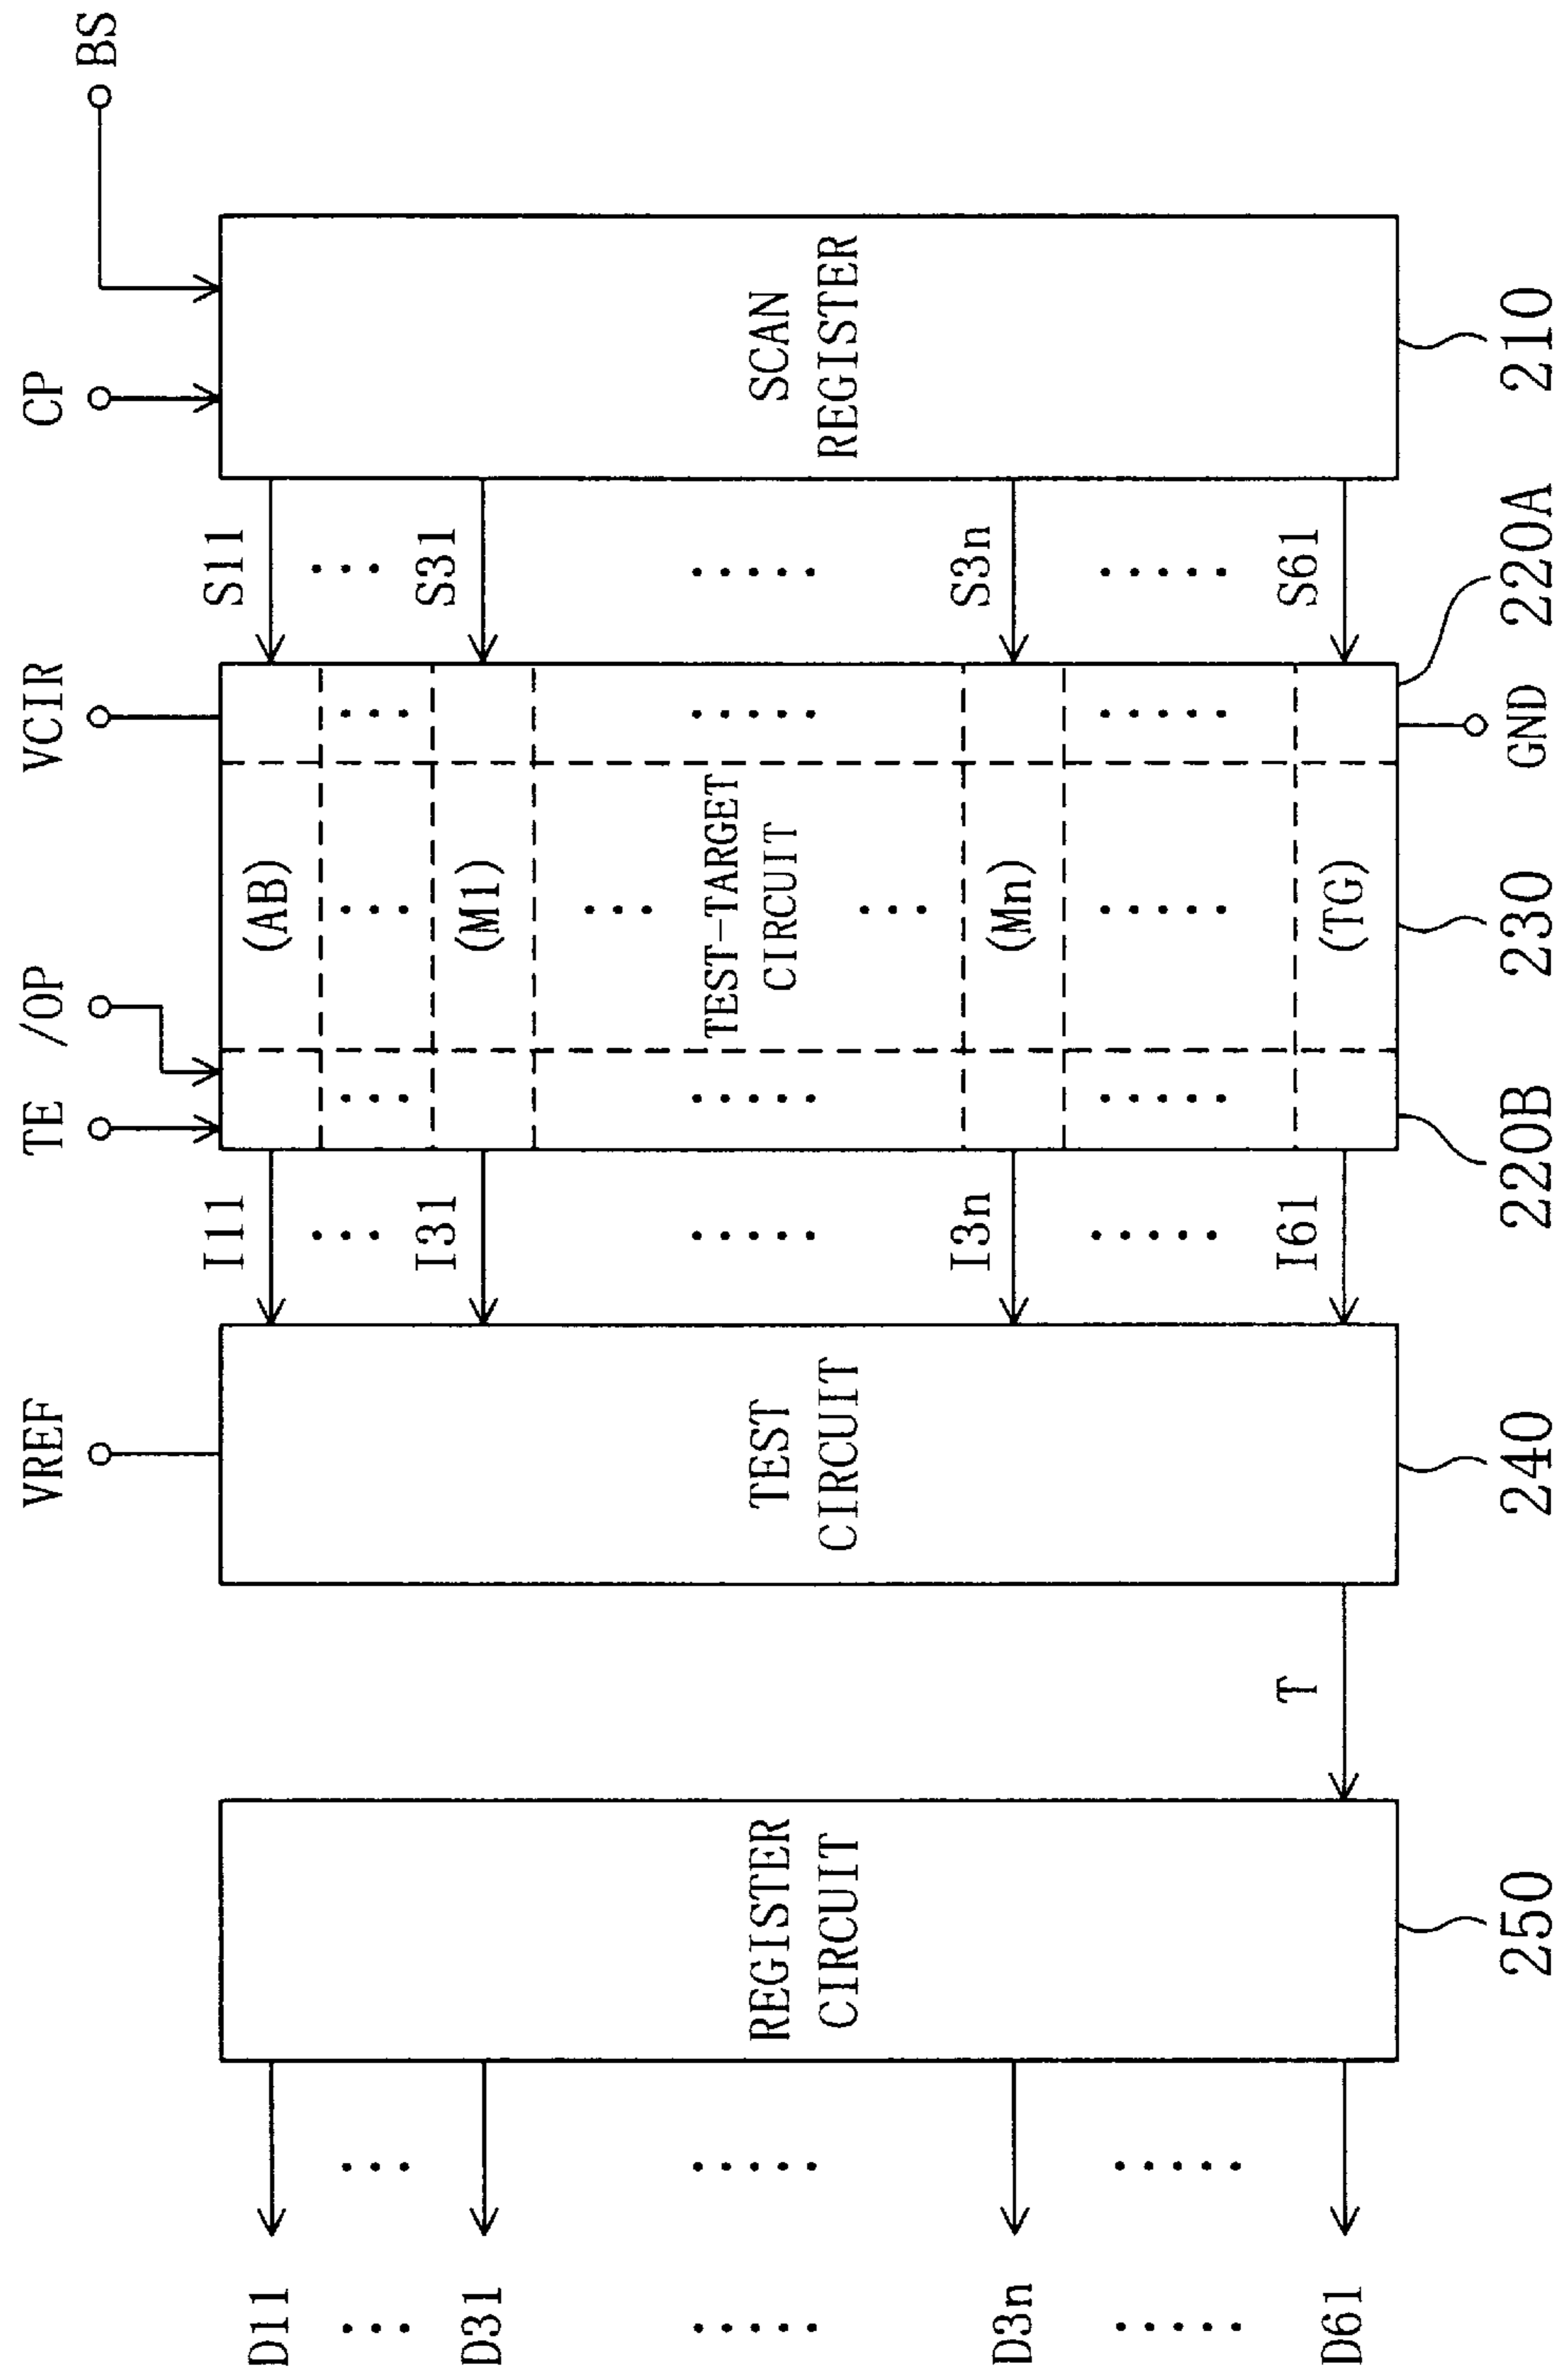 VREF
TE
/OP
VCIR
CP
BS
I11
S11
D11
(AB)
I31
S31
D31
(M1)
REGISTER
CIRCUIT
TEST
CIRCUIT
TEST-TARGET
CIRCUIT
SCAN
REGISTER
I3n
S3n
D3n
(Mn)
T
I61
S61
D61
(TG)
GND
250
240
220B
230
220A
210